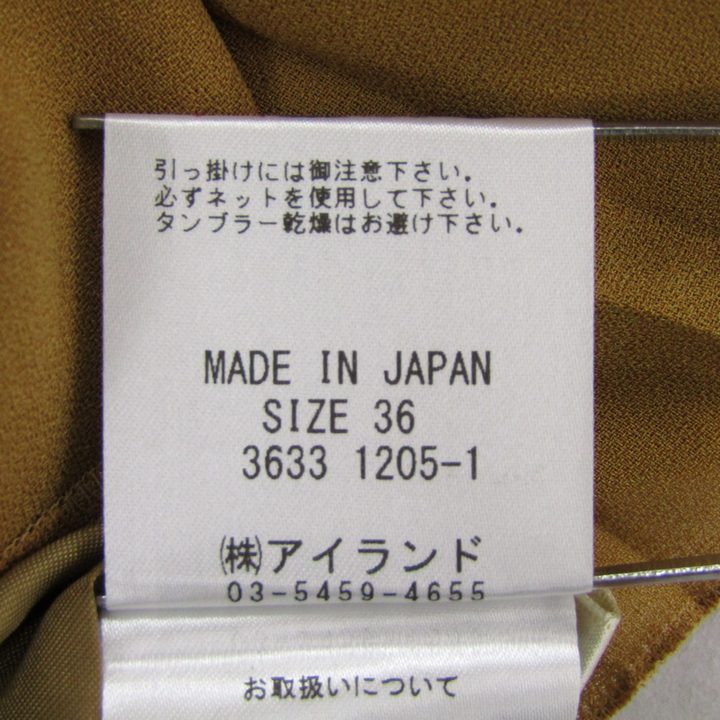 引っ掛けには御注意下さい。
必ずネットを使用して下さい。
タンブラー乾燥はお避け下さい。
MADE IN JAPAN
SIZE 36
3633 1205-1
㈱アイランド
03-5459-4655
お取扱いについて